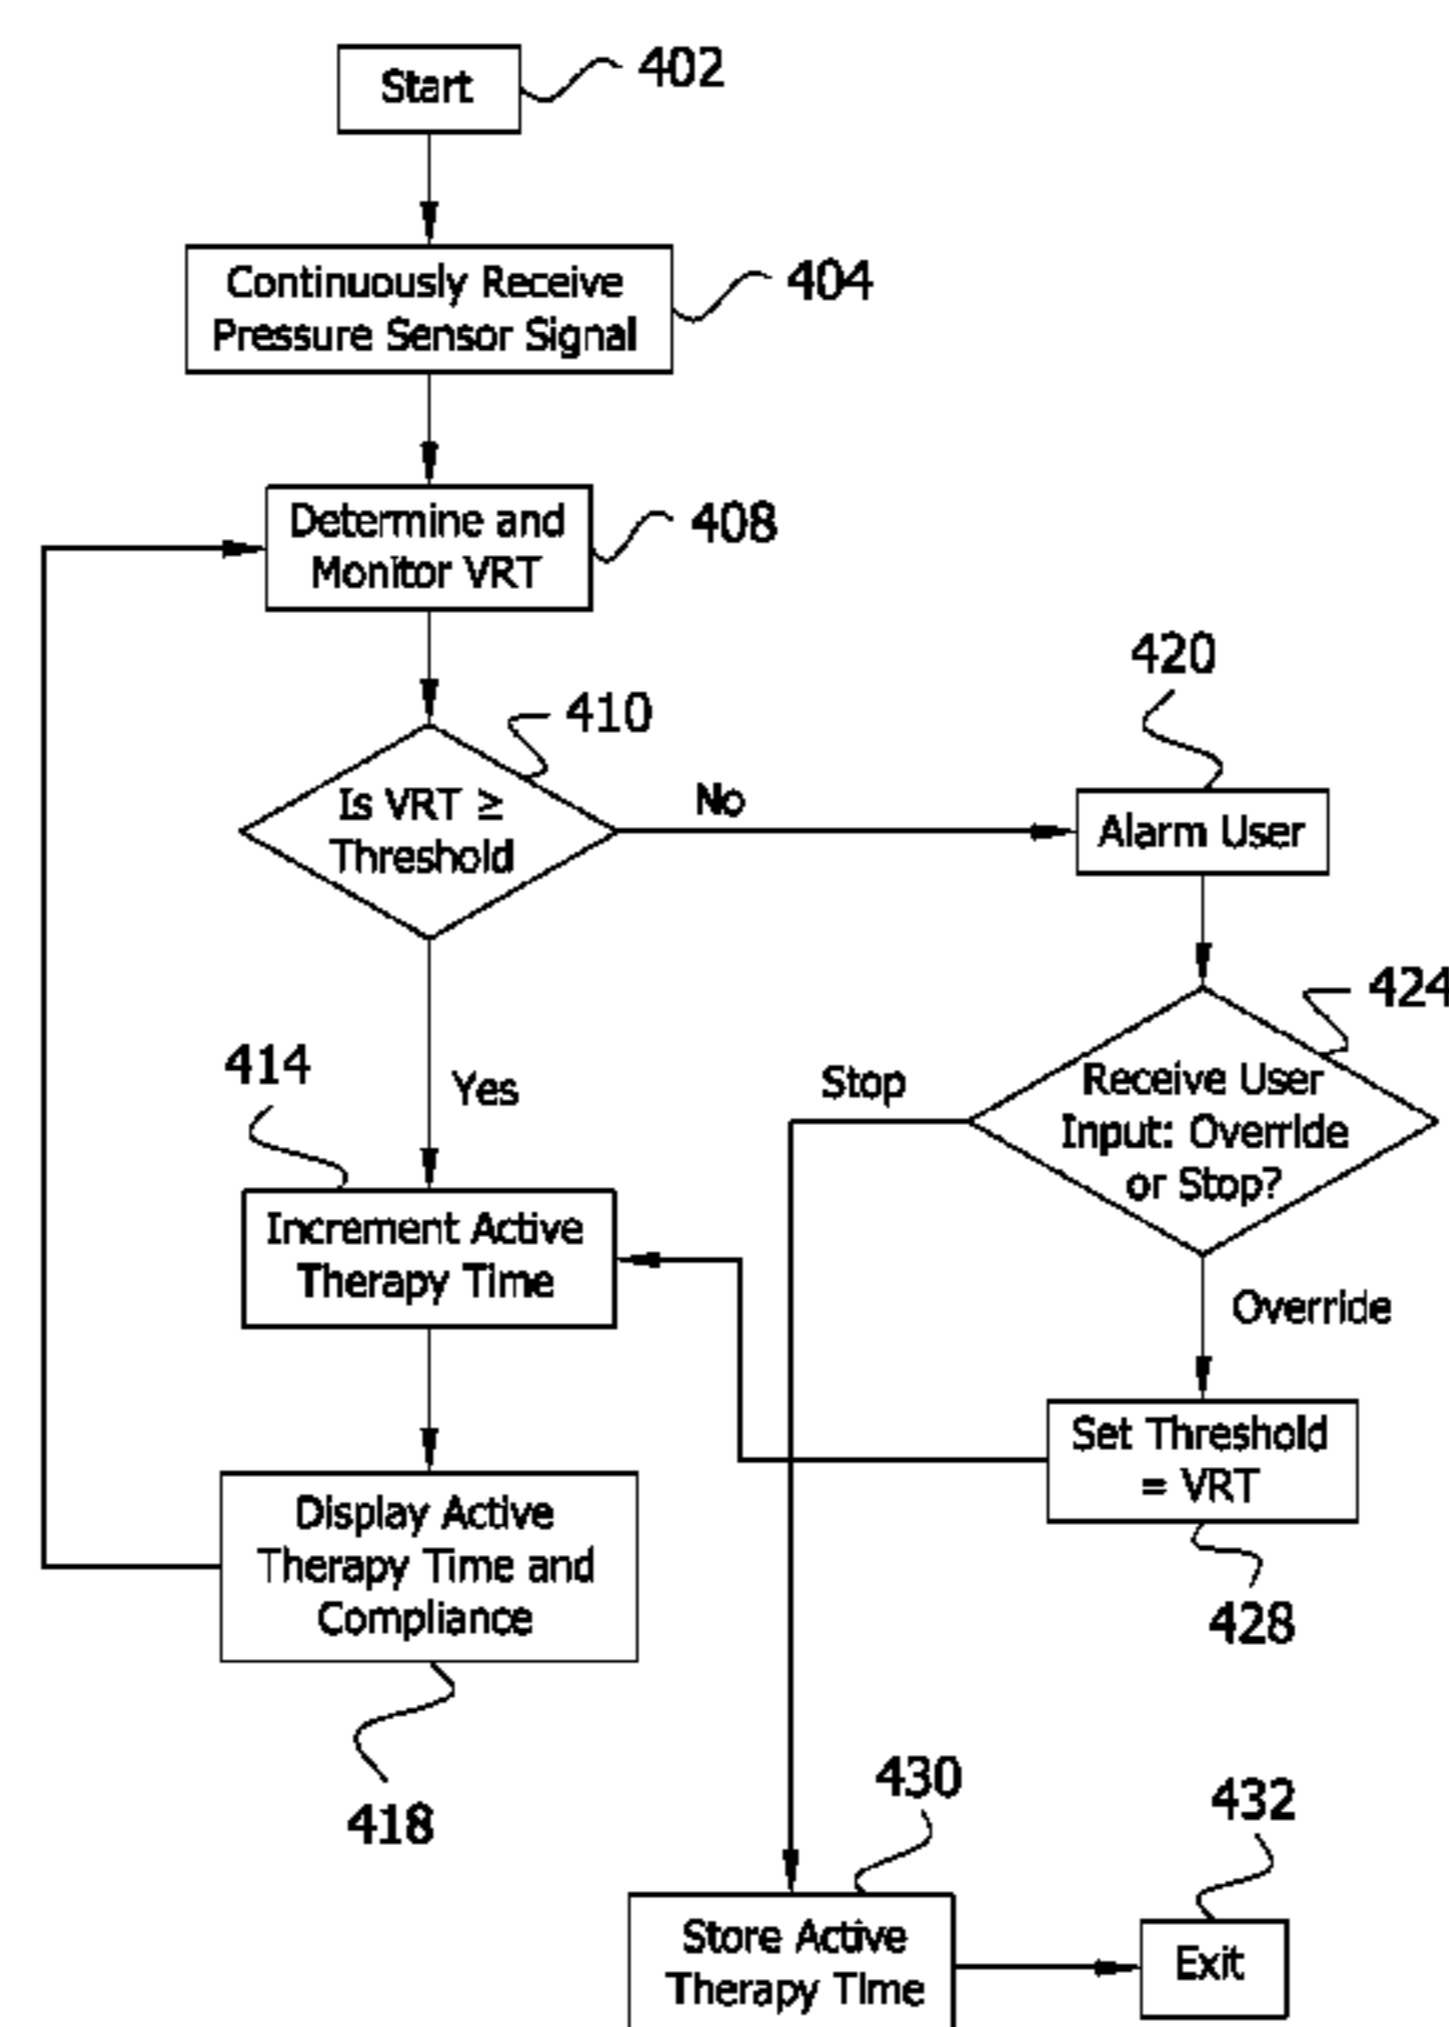 Start
402
Continuously Receive
Pressure Sensor Signal
404
Determine and
Monitor VRT
408
420
410
Is VRT ≥
Threshold
No
Alarm User
424
414
Yes
Stop
Receive User
Input: Override
or Stop?
Increment Active
Therapy Time
Override
Set Threshold
= VRT
Display Active
Therapy Time and
Compliance
428
418
430
432
Store Active
Therapy Time
Exit